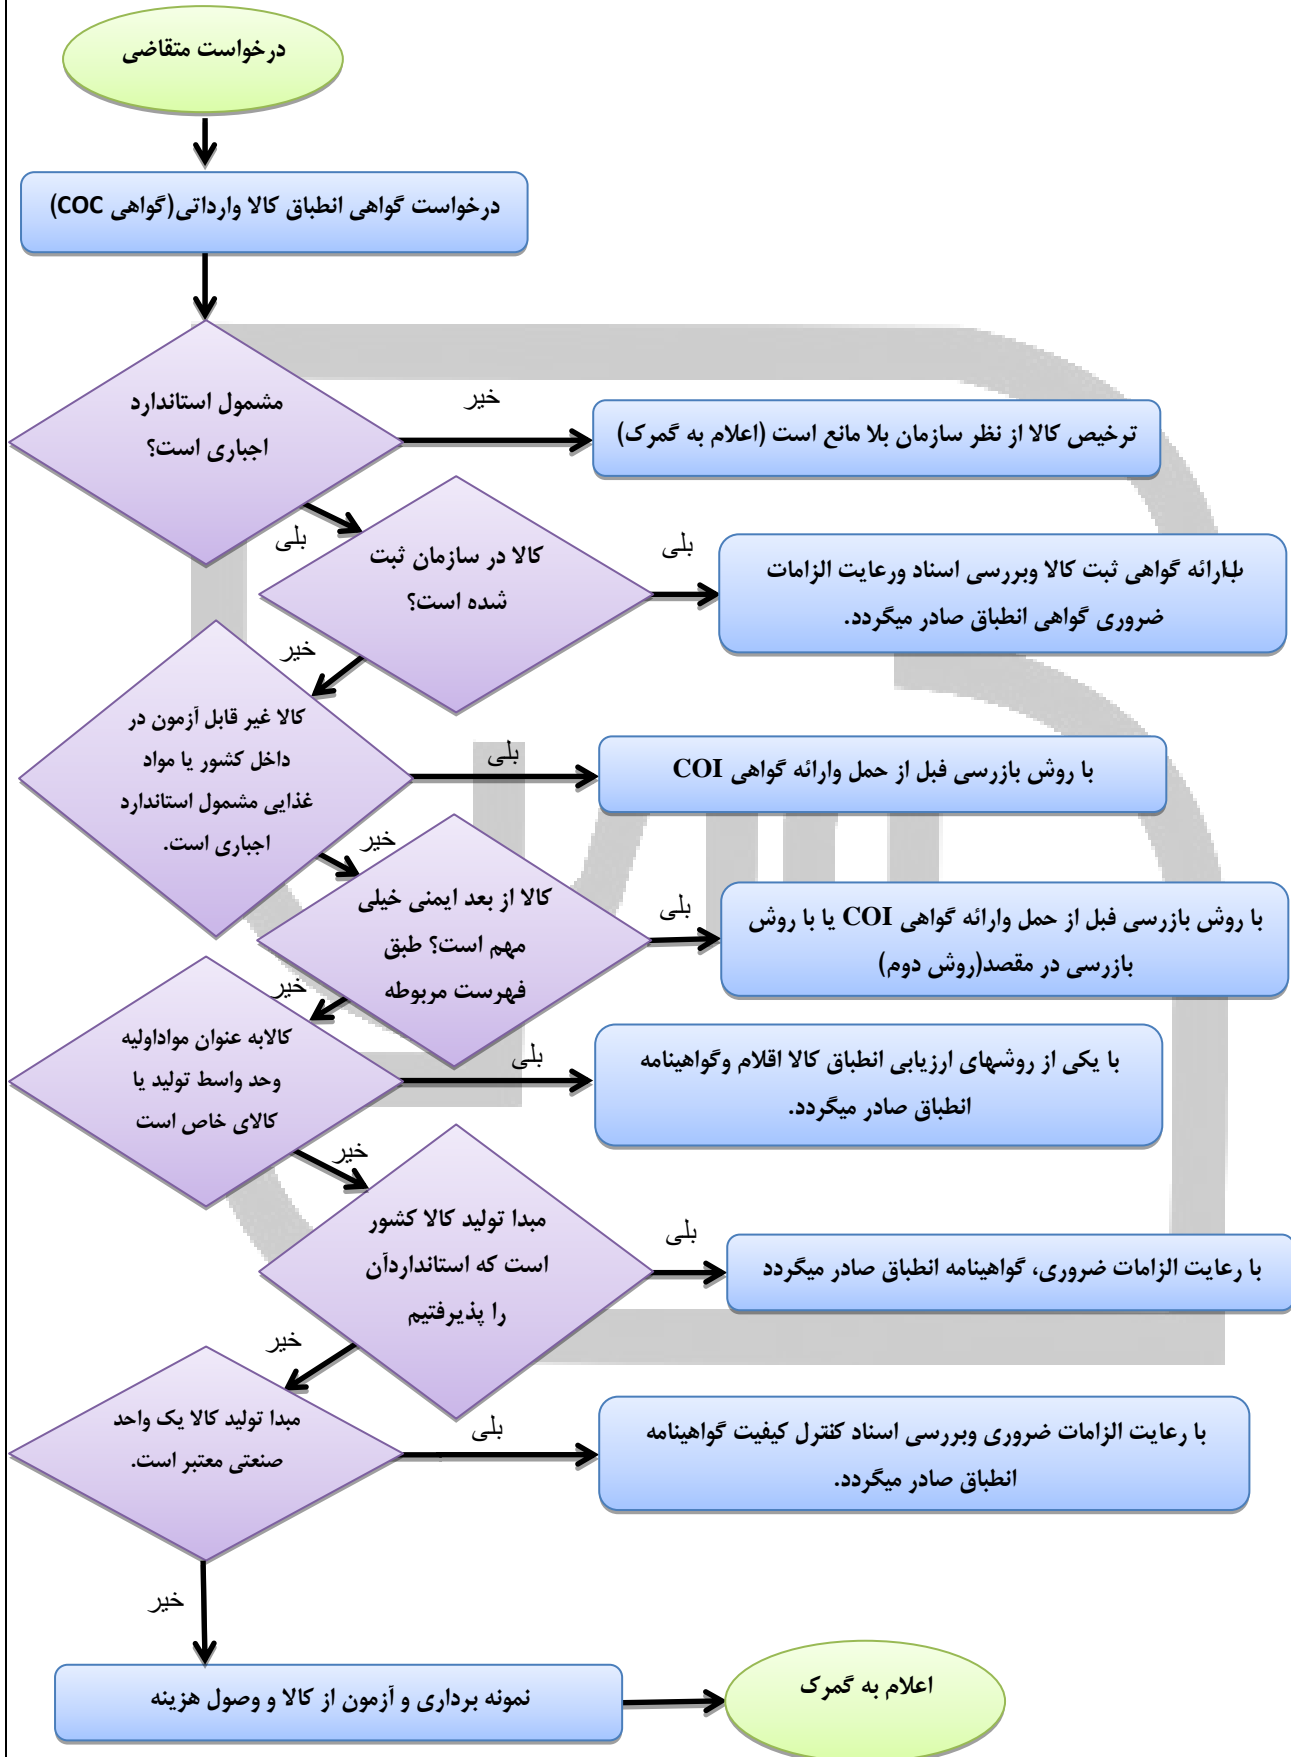 درخواست متقاضی
درخواست گواهی انطباق کالا وارداتی(گواهی COC)
مشمول استاندارد
اجباری است؟
خیر
ترخیص کالا از نظر سازمان بلا مانع است (اعلام به گمرک)
بلی
کالا در سازمان ثبت
شده است؟
بلی
باارائه گواهی ثبت کالا وبررسی اسناد ورعایت الزامات
ضروری گواهی انطباق صادر میگردد.
خیر
کالا غیر قابل آزمون در
داخل کشور یا مواد
غذایی مشمول استاندارد
اجباری است.
بلی
با روش بازرسی فبل از حمل وارائه گواهی COI
خیر
کالا از بعد ایمنی خیلی
مهم است؟ طبق
فهرست مربوطه
بلی
با روش بازرسی فبل از حمل وارائه گواهی COI یا با روش
بازرسی در مقصد(روش دوم)
خیر
کالابه عنوان مواداولیه
وحد واسط تولید یا
کالای خاص است
بلی
با یکی از روشهای ارزیابی انطباق کالا اقلام وگواهینامه
انطباق صادر میگردد.
خیر
مبدا تولید کالا کشور
است که استانداردآن
را پذیرفتیم
بلی
با رعایت الزامات ضروری، گواهینامه انطباق صادر میگردد
خیر
مبدا تولید کالا یک واحد
صنعتی معتبر است.
بلی
با رعایت الزامات ضروری وبررسی اسناد کنترل کیفیت گواهینامه
انطباق صادر میگردد.
خیر
نمونه برداری و آزمون از کالا و وصول هزینه
اعلام به گمرک